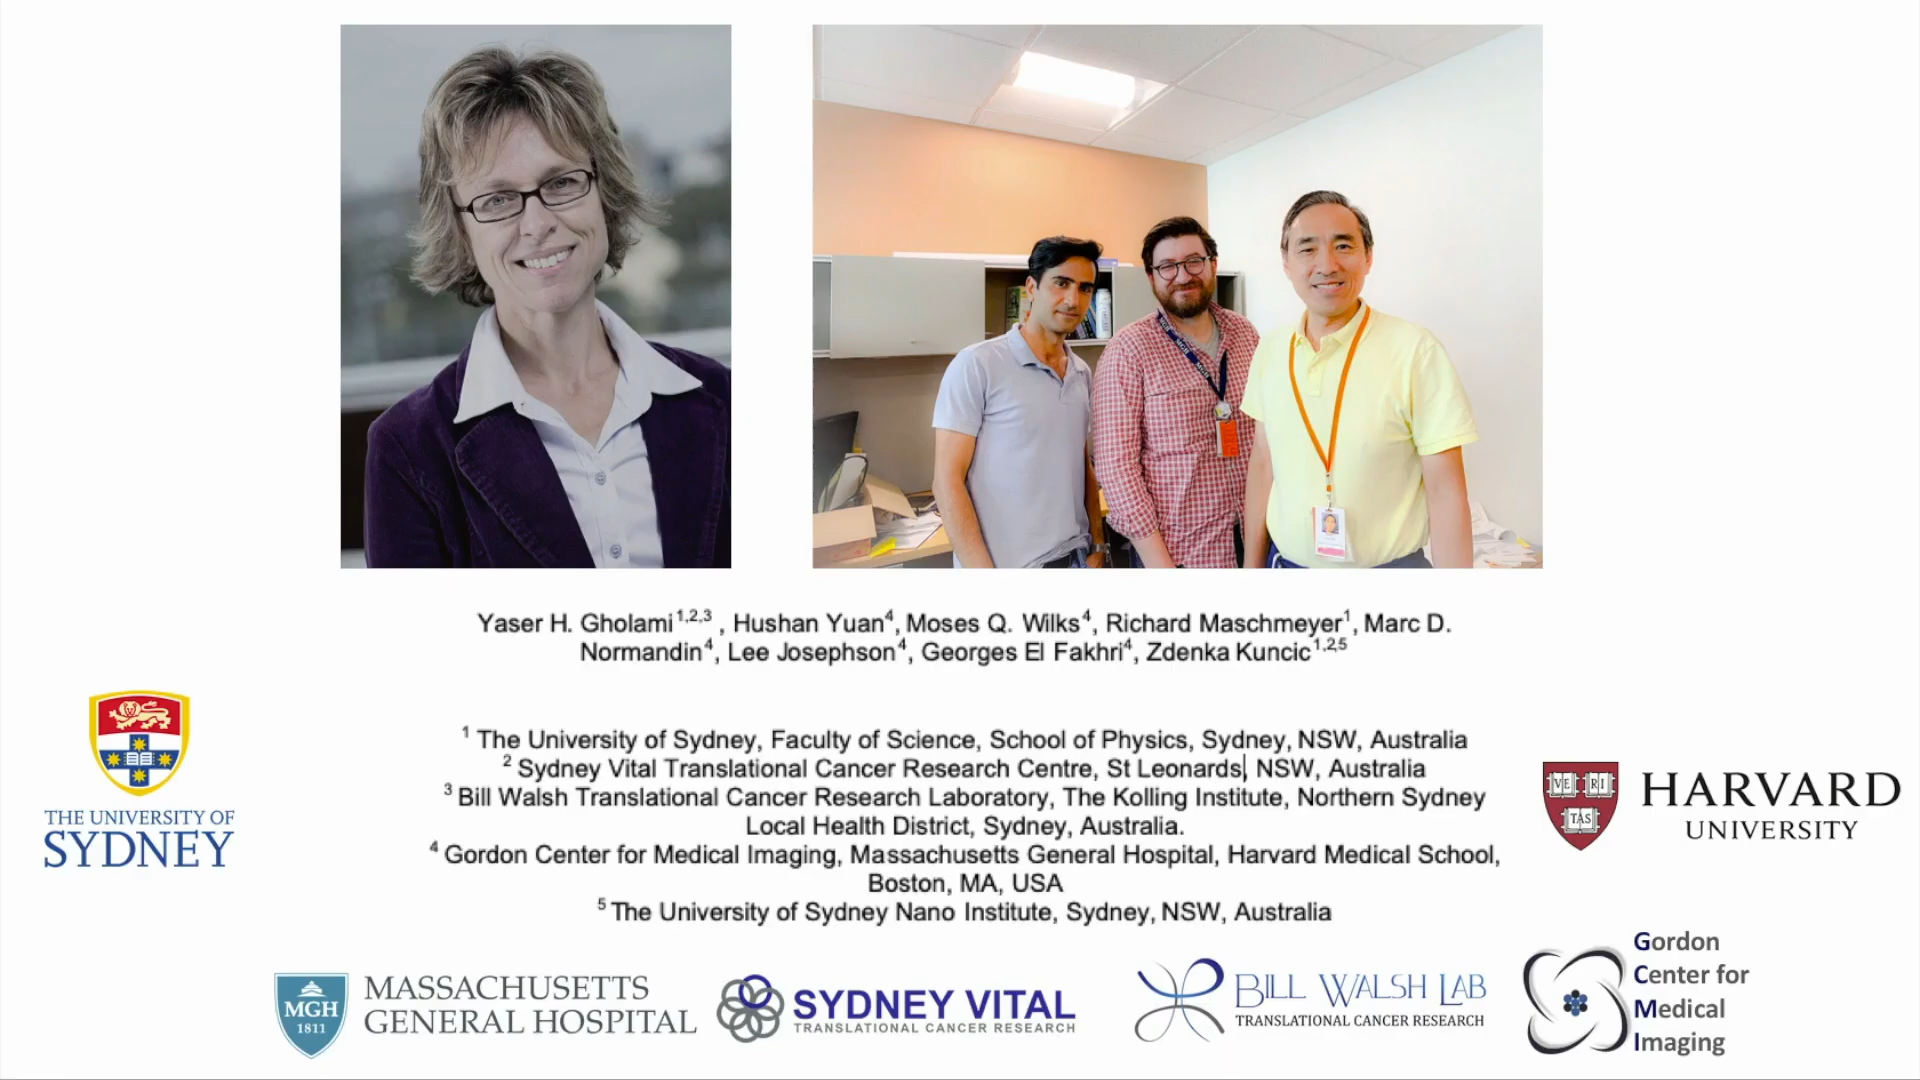 Yaser H. Gholami1,2,3 , Hushan Yuan4, Moses Q. Wilks4, Richard Maschmeyer1, Marc D.
Normandin4, Lee Josephson4, Georges El Fakhri4, Zdenka Kuncic1,2,5
1 The University of Sydney, Faculty of Science, School of Physics, Sydney, NSW, Australia
2 Sydney Vital Translational Cancer Research Centre, St Leonards, NSW, Australia
3 Bill Walsh Translational Cancer Research Laboratory, The Kolling Institute, Northern Sydney
Local Health District, Sydney, Australia.
4 Gordon Center for Medical Imaging, Massachusetts General Hospital, Harvard Medical School,
Boston, MA, USA
5 The University of Sydney Nano Institute, Sydney, NSW, Australia
THE UNIVERSITY OF
SYDNEY
VE RI
TAS
HARVARD
UNIVERSITY
MGH
1811
MASSACHUSETTS
GENERAL HOSPITAL
SYDNEY VITAL
TRANSLATIONAL CANCER RESEARCH
BILL WALSH LAB
TRANSLATIONAL CANCER RESEARCH
Gordon
Center for
Medical
Imaging